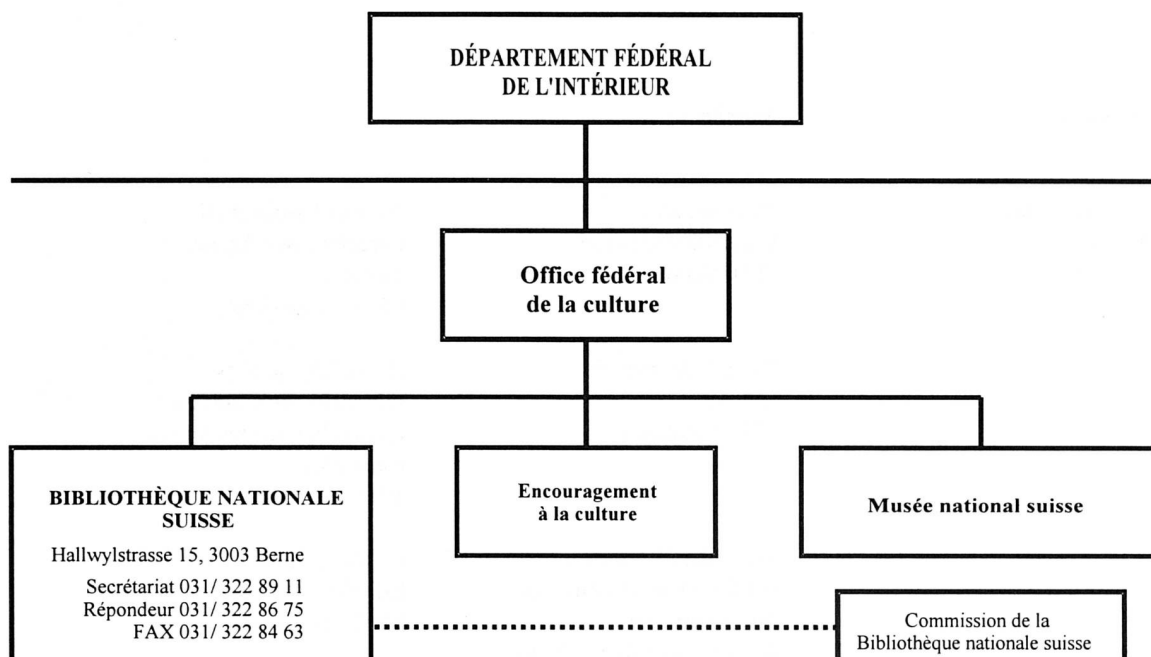 DÉPARTEMENT FÉDÉRAL
DE L'INTÉRIEUR
Office fédéral
de la culture
BIBLIOTHÈQUE NATIONALE
SUISSE
Hallwylstrasse 15, 3003 Berne
Secrétariat 031/ 322 89 11
Répondeur 031/ 322 86 75
FAX 031/ 322 84 63
Encouragement
à la culture
Musée national suisse
Commission de la
Bibliothèque nationale suisse